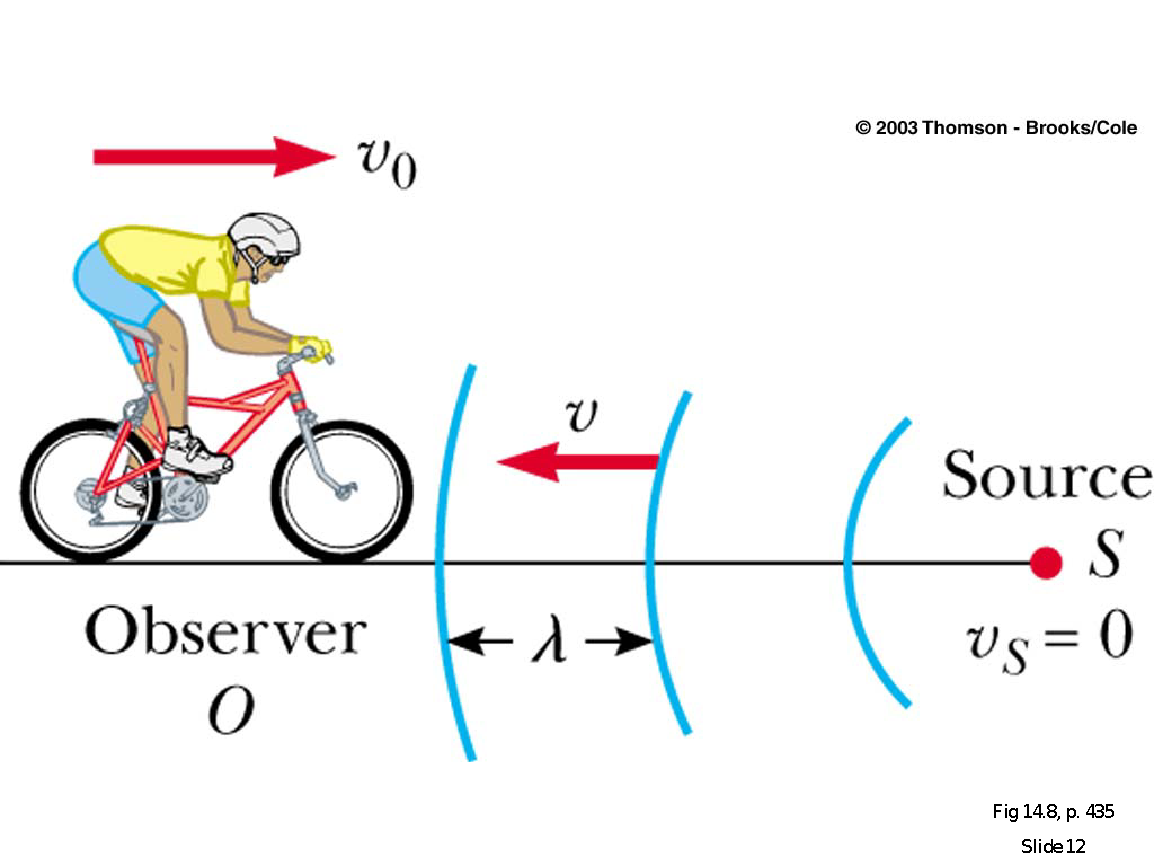 © 2003 Thomson - Brooks/Cole
v0
v
Source
S
vS = 0
λ
Observer
O
Fig 14.8, p. 435
Slide 12